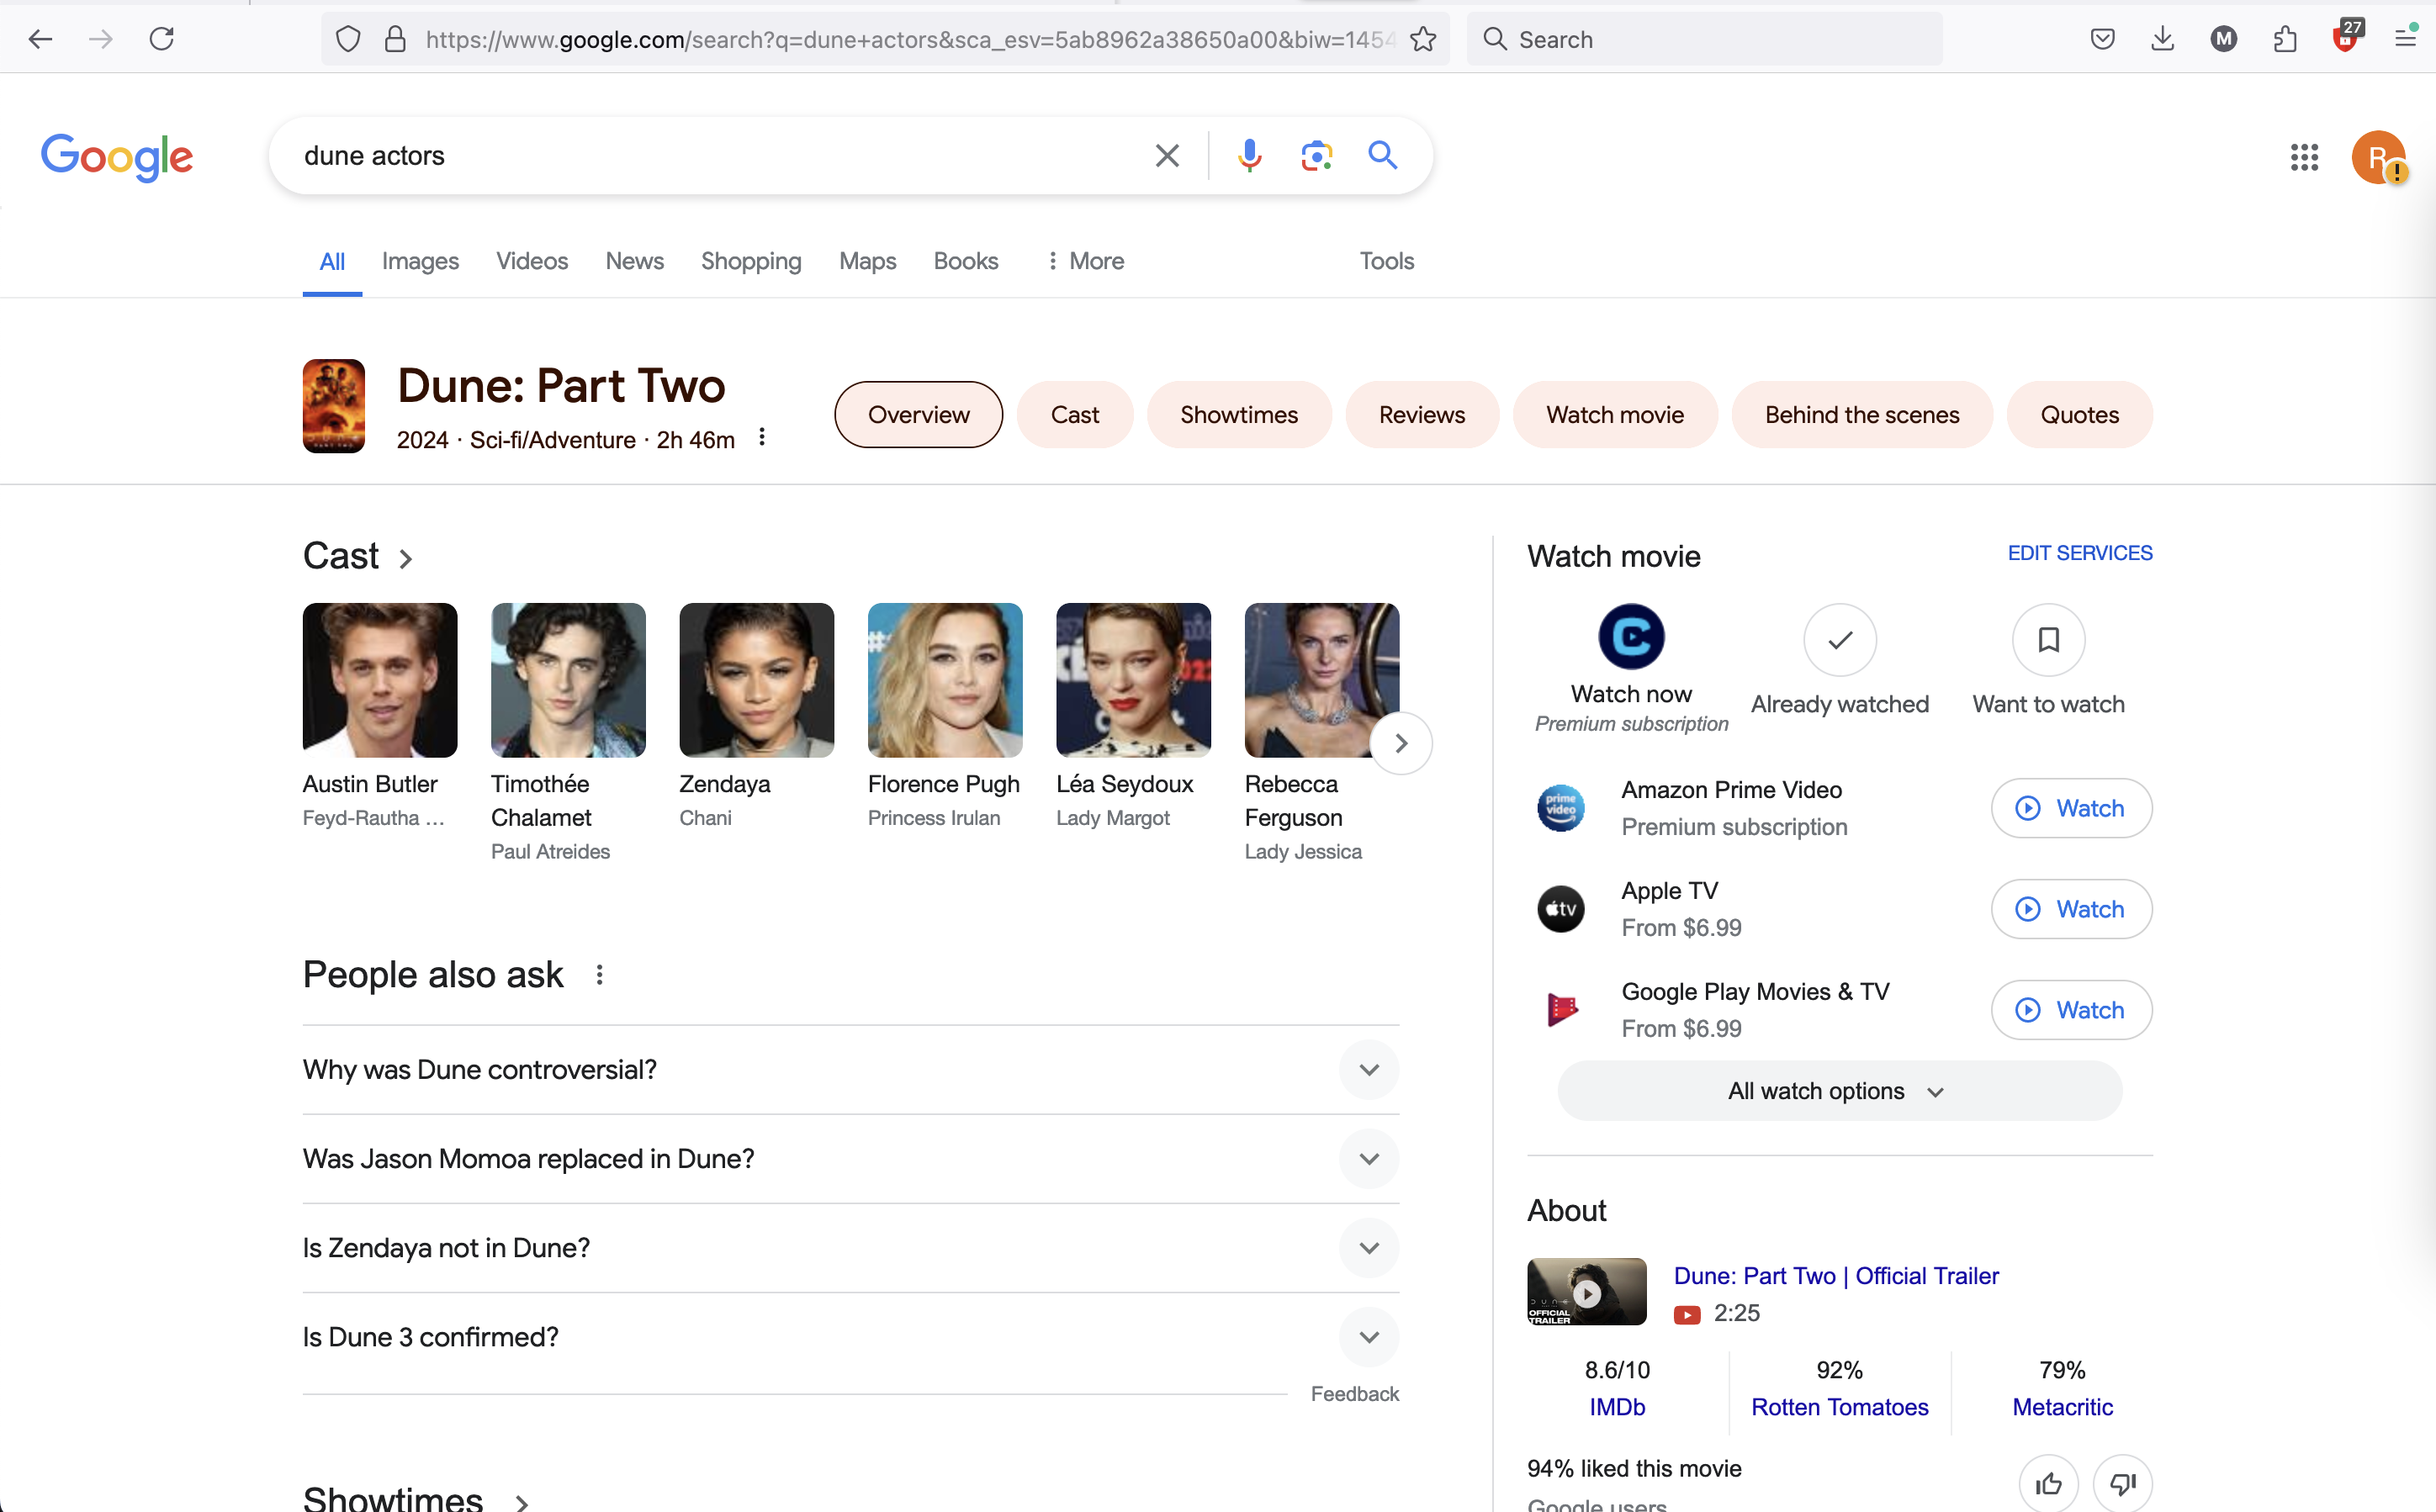 https://www.google.com/search?q=dune+actors&sca_esv=5ab8962a38650a00&biw=1454
Search
M
27
Google
dune actors
R
All
Images
Videos
News
Shopping
Maps
Books
More
Tools
Dune: Part Two
2024 · Sci-fi/Adventure · 2h 46m
Overview
Cast
Showtimes
Reviews
Watch movie
Behind the scenes
Quotes
Cast
Austin Butler
Feyd-Rautha ...
Timothée
Chalamet
Paul Atreides
Zendaya
Chani
Florence Pugh
Princess Irulan
Léa Seydoux
Lady Margot
Rebecca
Ferguson
Lady Jessica
People also ask
Why was Dune controversial?
Was Jason Momoa replaced in Dune?
Is Zendaya not in Dune?
Is Dune 3 confirmed?
Feedback
Showtimes
Watch movie
EDIT SERVICES
Watch now
Premium subscription
Already watched
Want to watch
prime
video
Amazon Prime Video
Premium subscription
Watch
tv
Apple TV
From $6.99
Watch
Google Play Movies & TV
From $6.99
Watch
All watch options
About
OFFICIAL
TRAILER
Dune: Part Two | Official Trailer
2:25
8.6/10
IMDb
92%
Rotten Tomatoes
79%
Metacritic
94% liked this movie
Google users